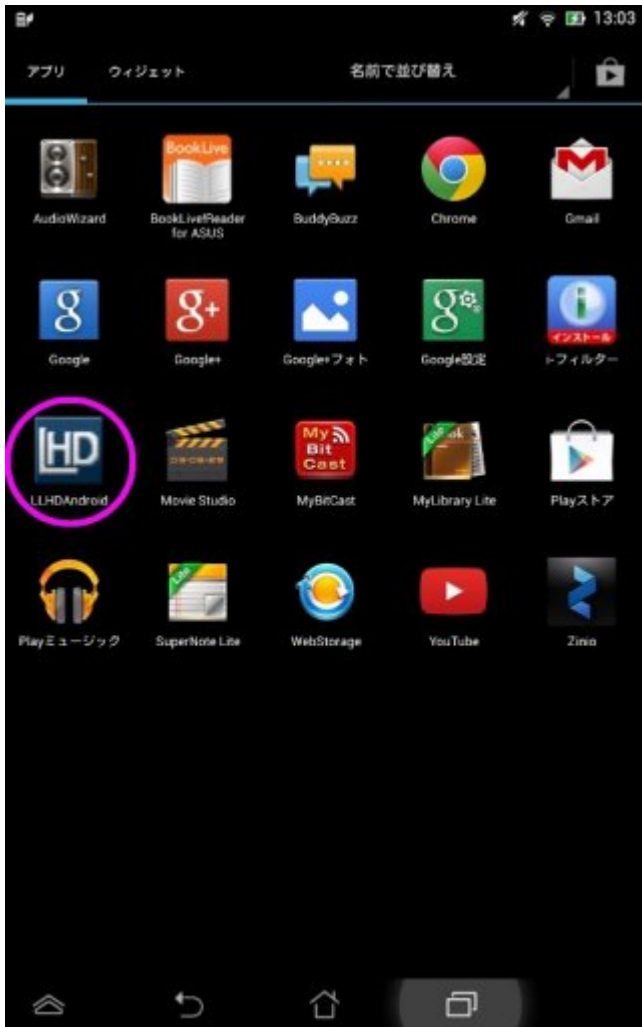 13:03
アプリ ウィジェット 名前で並び替え
BookLive
AudioWizard BookLive!Reader for ASUS BuddyBuzz Chrome Gmail
g g+ g i
インストール
Google Google+ Google+フォト Google設定 i-フィルター
LHD My Bit Cast Lite
LLHDAndroid Movie Studio MyBitCast MyLibrary Lite Playストア
Lite
Playミュージック SuperNote Lite WebStorage YouTube Zinio